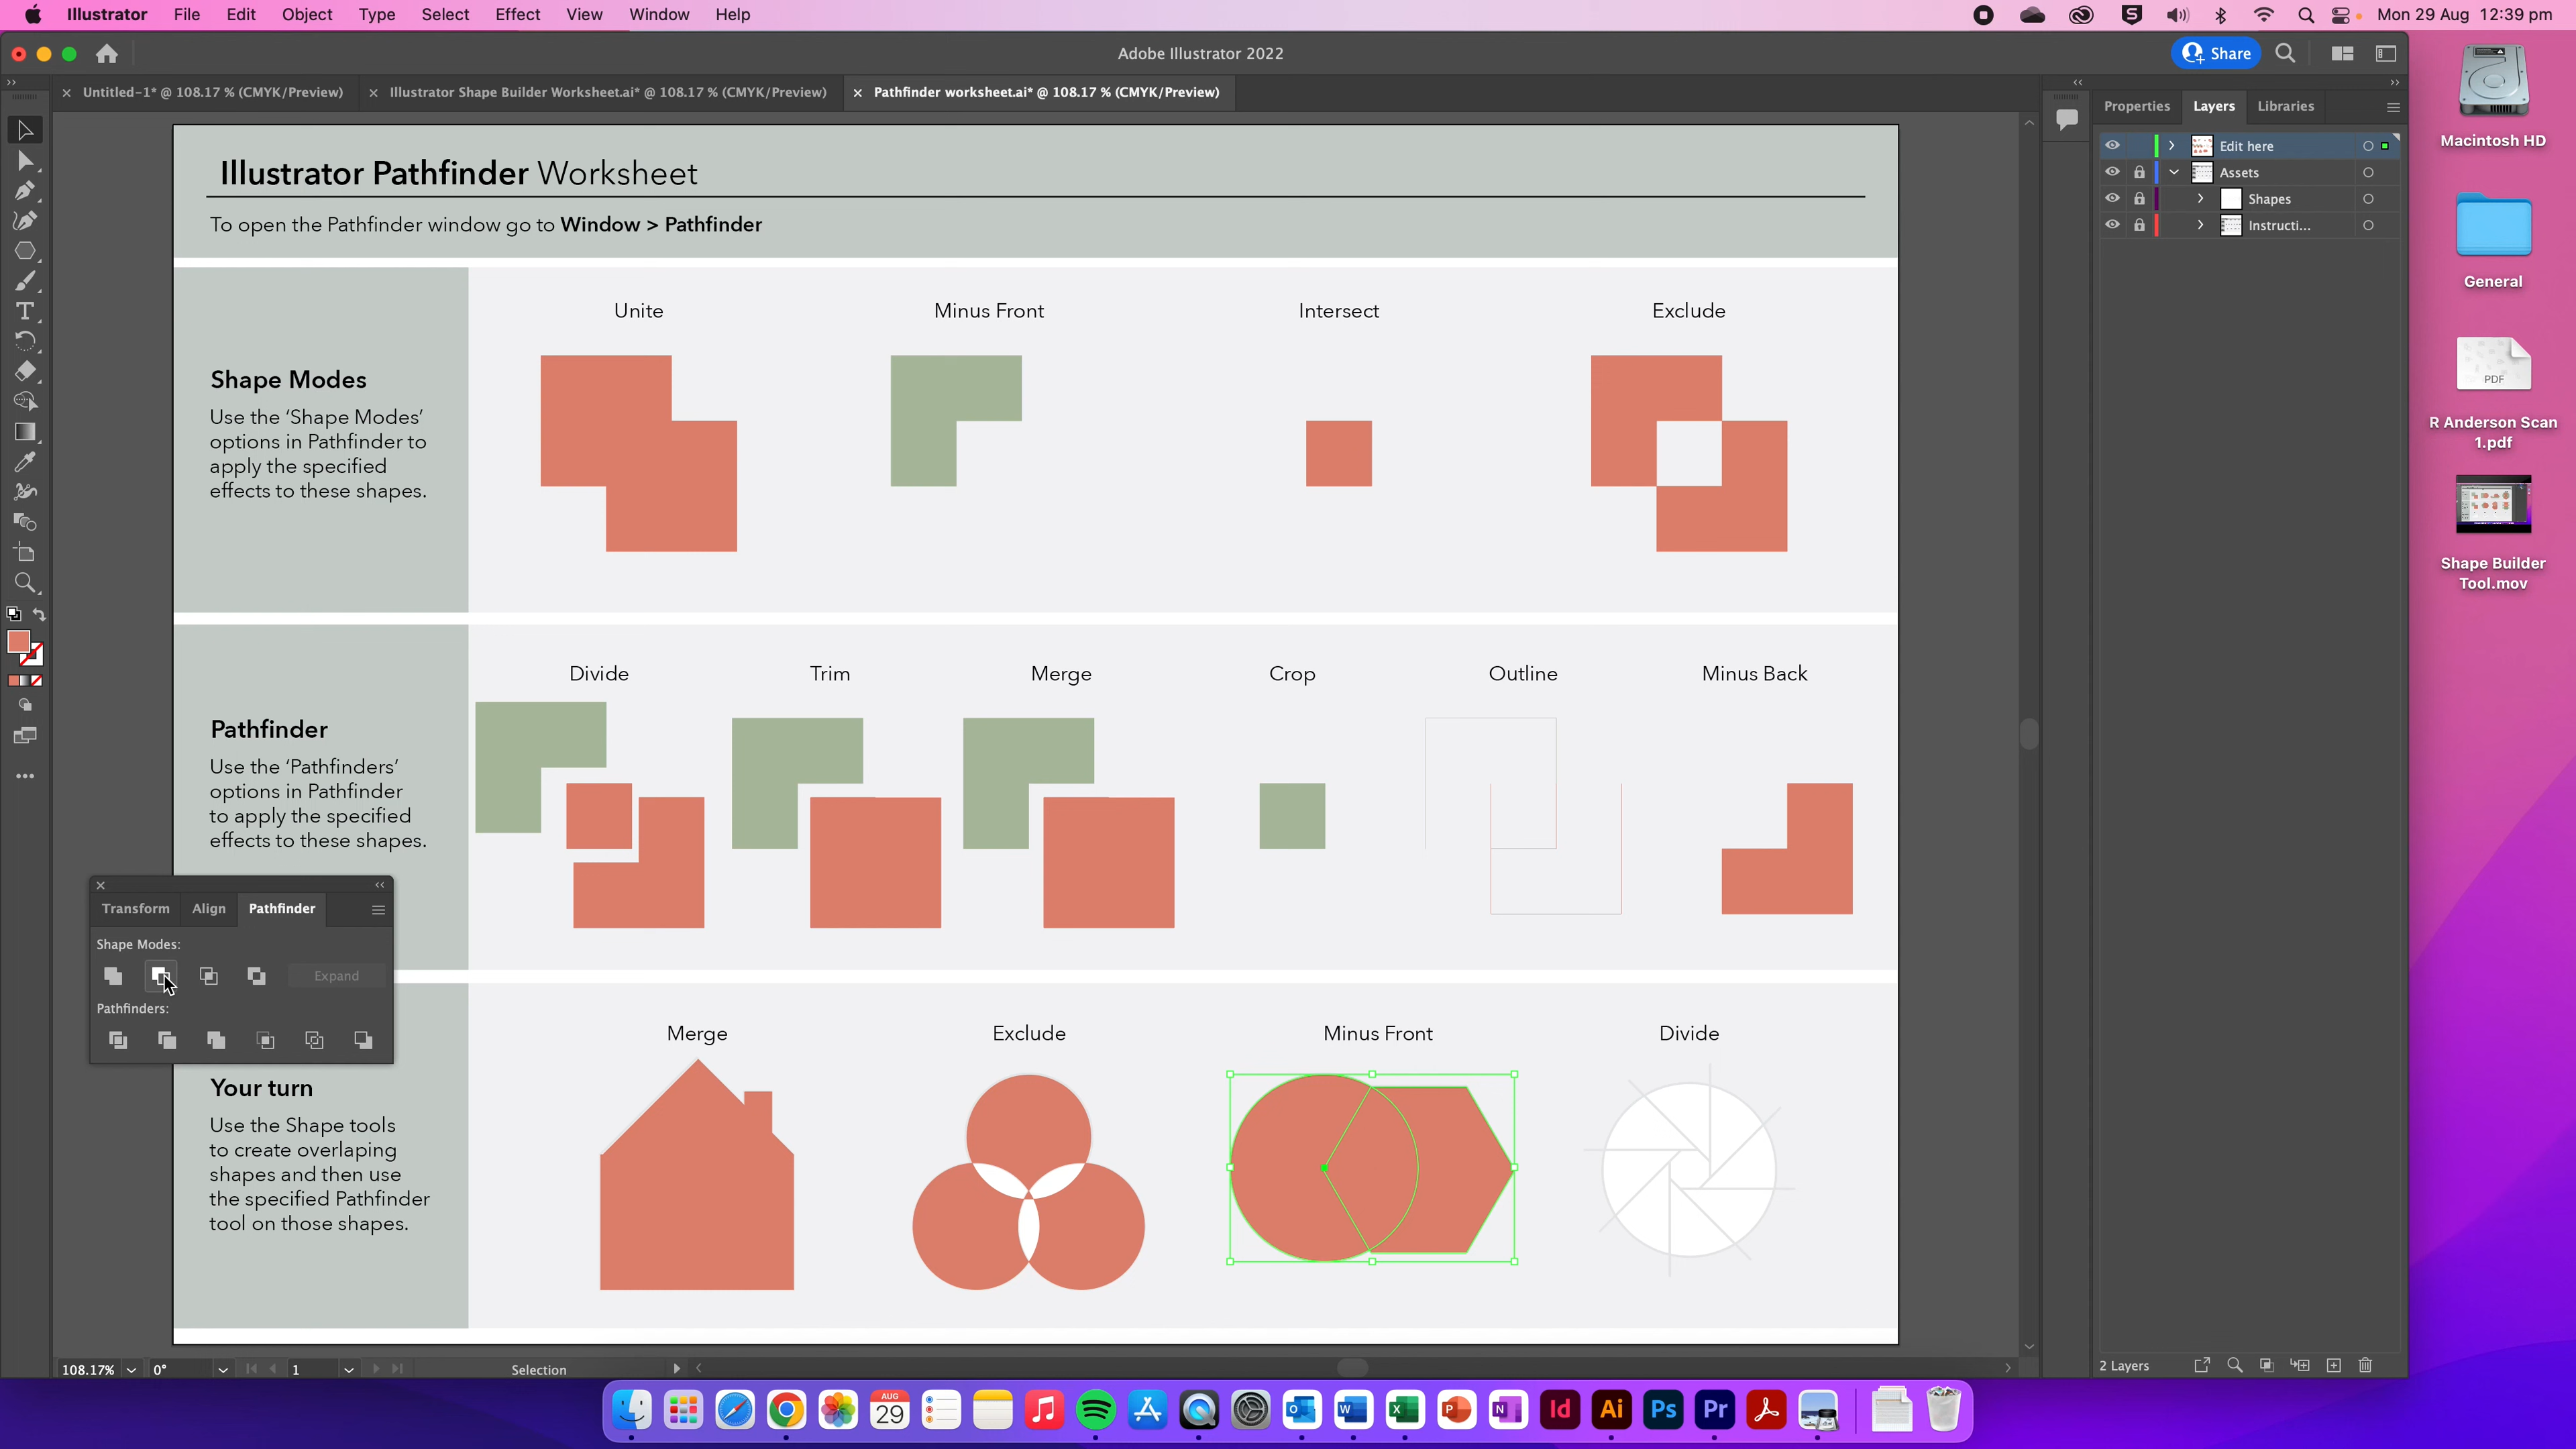 Illustrator File Edit Object Type Select Effect View Window Help
Mon 29 Aug 12:39 pm
Adobe Illustrator 2022
Share
Untitled-1* @ 108.17 % (CMYK/Preview)
Illustrator Shape Builder Worksheet.ai* @ 108.17 % (CMYK/Preview)
Pathfinder worksheet.ai* @ 108.17 % (CMYK/Preview)
Properties Layers Libraries
Edit here
Assets
Shapes
Instructi...
Macintosh HD
General
PDF
R Anderson Scan
1.pdf
Shape Builder
Tool.mov
Illustrator Pathfinder Worksheet
To open the Pathfinder window go to Window > Pathfinder
Shape Modes
Use the ‘Shape Modes’
options in Pathfinder to
apply the specified
effects to these shapes.
Unite Minus Front Intersect Exclude
Pathfinder
Use the ‘Pathfinders’
options in Pathfinder
to apply the specified
effects to these shapes.
Divide Trim Merge Crop Outline Minus Back
Transform Align Pathfinder
Shape Modes:
Expand
Pathfinders:
Your turn
Use the Shape tools
to create overlaping
shapes and then use
the specified Pathfinder
tool on those shapes.
Merge Exclude Minus Front Divide
108.17% 0° 1 Selection
2 Layers
AUG
29
Id Ai Ps Pr